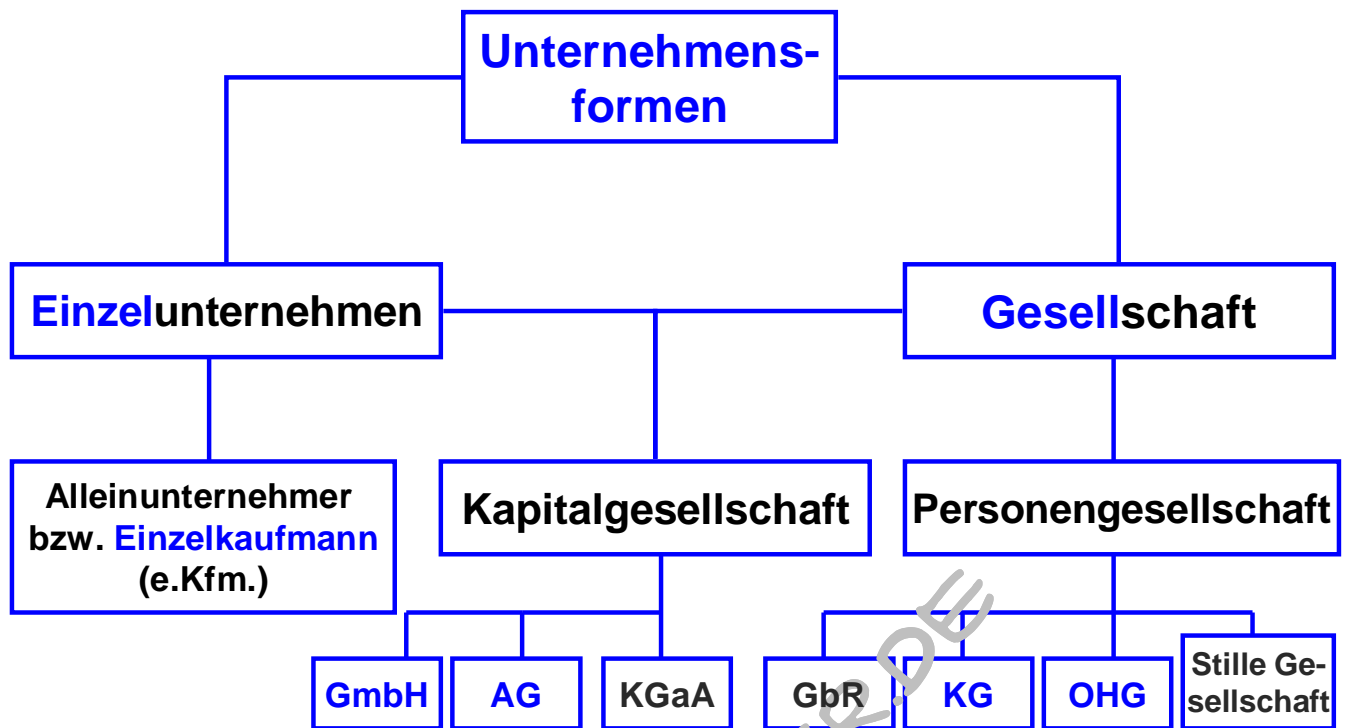 Unternehmens-
formen
Einzelunternehmen
Gesellschaft
Alleinunternehmer
bzw. Einzelkaufmann
(e.Kfm.)
Kapitalgesellschaft
Personengesellschaft
GmbH
AG
KGaA
GbR
KG
OHG
Stille Ge-
sellschaft